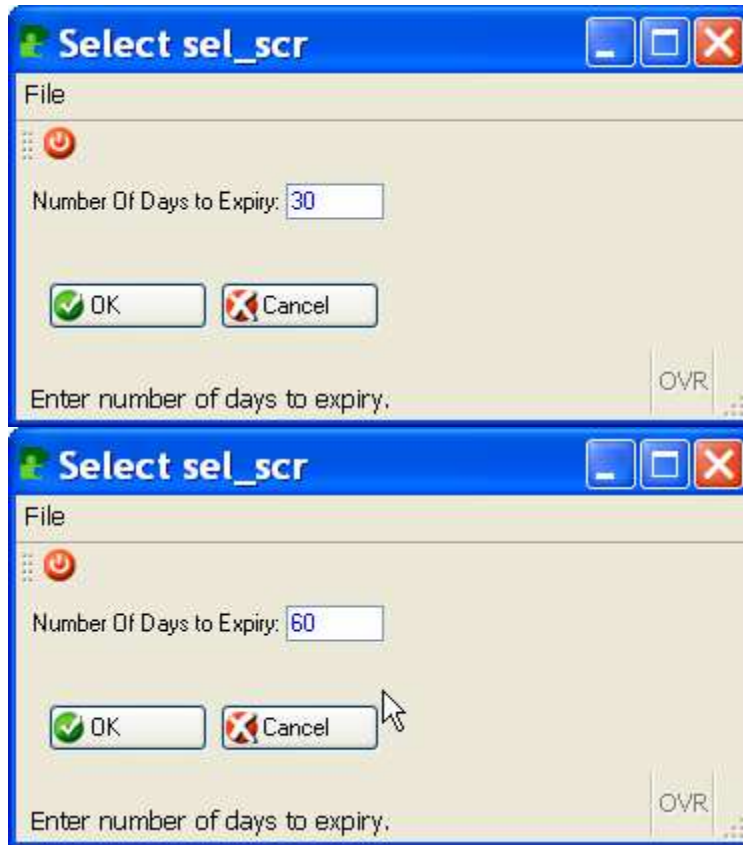 Select sel_scr
File
Number Of Days to Expiry: 30
OK Cancel
OVR
Enter number of days to expiry.
Select sel_scr
File
Number Of Days to Expiry: 60
OK Cancel
OVR
Enter number of days to expiry.